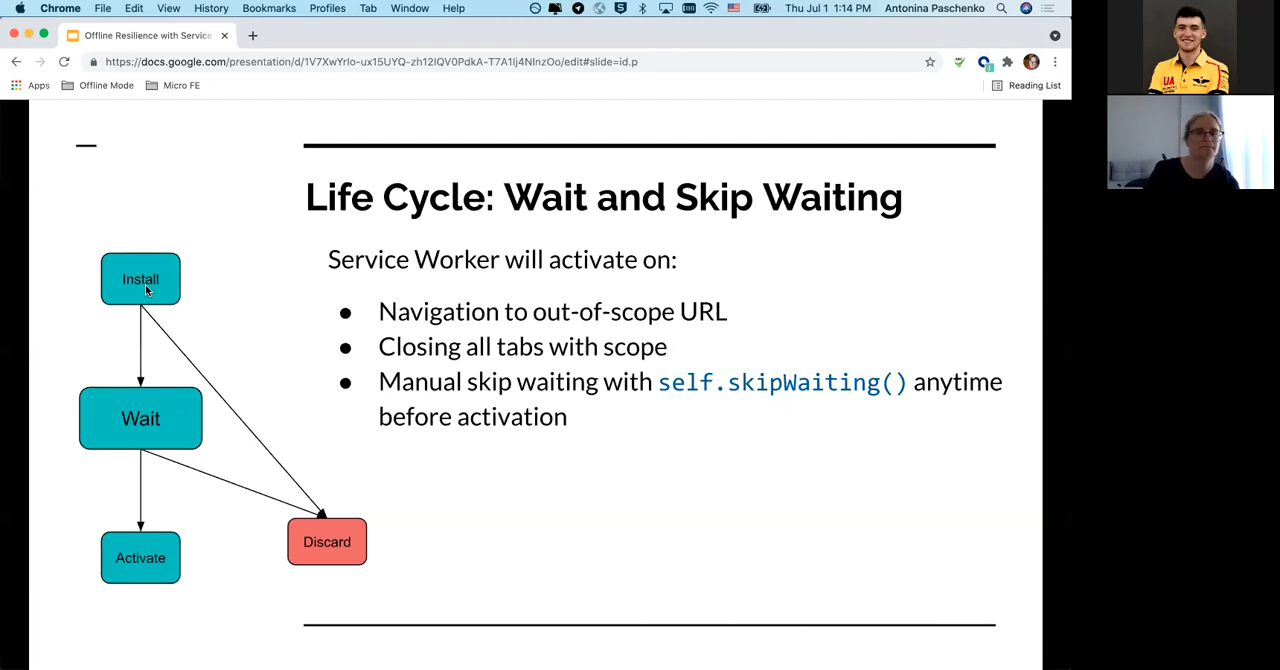 Chrome File Edit View History Bookmarks Profiles Tab Window Help Thu Jul 1 1:14 PM Antonina Paschenko
Offline Resilience with Service
https://docs.google.com/presentation/d/1V7XwYrIo-ux15UYQ-zh12IQV0PdkA-T7A1Ij4NInzOo/edit#slide=id.p
Apps Offline Mode Micro FE Reading List
Life Cycle: Wait and Skip Waiting
Service Worker will activate on:
● Navigation to out-of-scope URL
● Closing all tabs with scope
● Manual skip waiting with self.skipWaiting() anytime
before activation
Install
Wait
Activate
Discard
UA